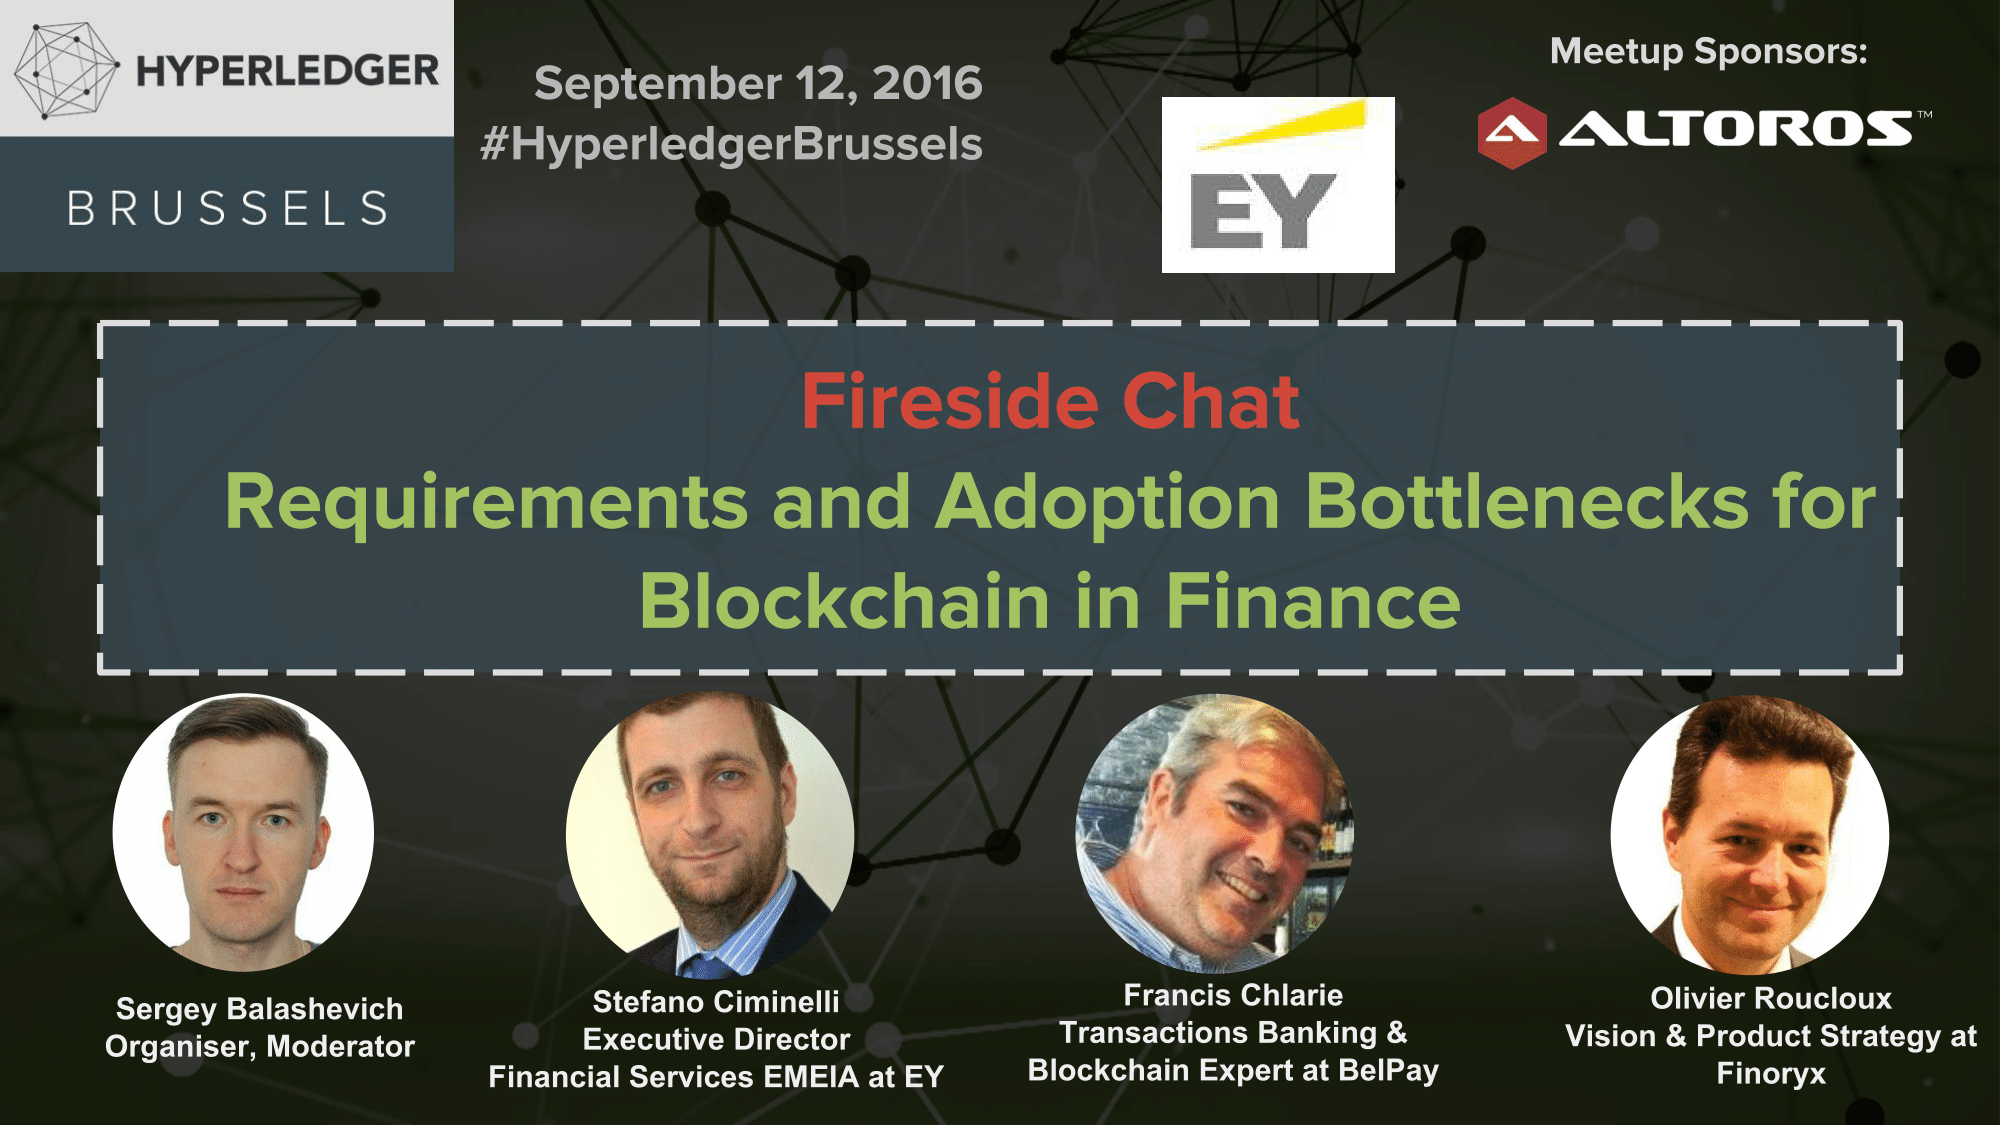 HYPERLEDGER
BRUSSELS
September 12, 2016
#HyperledgerBrussels
EY
Meetup Sponsors:
ALTOROS™
Fireside Chat
Requirements and Adoption Bottlenecks for
Blockchain in Finance
Sergey Balashevich
Organiser, Moderator
Stefano Ciminelli
Executive Director
Financial Services EMEIA at EY
Francis Chlarie
Transactions Banking &
Blockchain Expert at BelPay
Olivier Roucloux
Vision & Product Strategy at
Finoryx